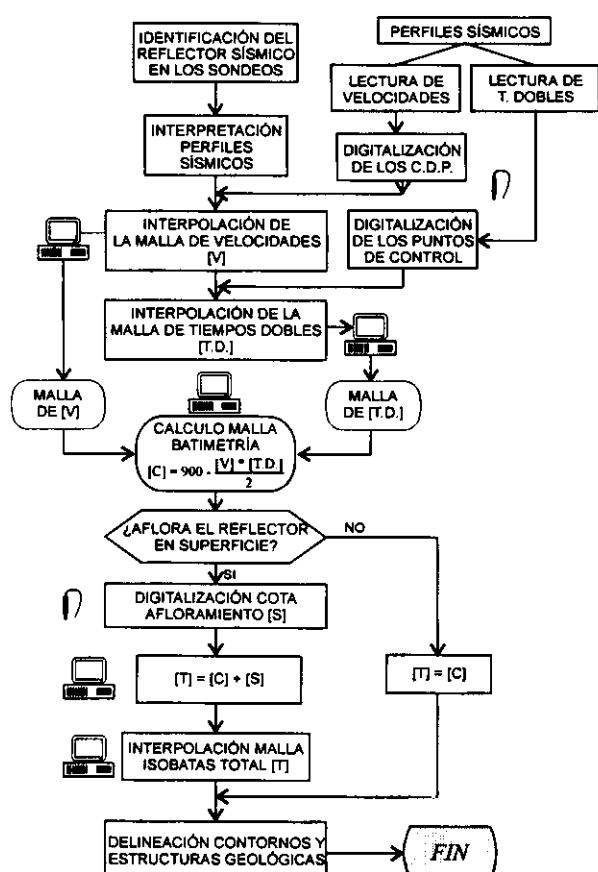 IDENTIFICACIÓN DEL
REFLECTOR SÍSMICO
EN LOS SONDEOS
PERFILES SÍSMICOS
LECTURA DE
VELOCIDADES
LECTURA DE
T. DOBLES
INTERPRETACIÓN
PERFILES
SÍSMICOS
DIGITALIZACIÓN
DE LOS C.D.P.
INTERPOLACIÓN DE
LA MALLA DE VELOCIDADES
[V]
DIGITALIZACIÓN
DE LOS PUNTOS
DE CONTROL
INTERPOLACIÓN DE LA
MALLA DE TIEMPOS DOBLES
[T.D.]
MALLA
DE [V]
MALLA
DE [T.D.]
CALCULO MALLA
BATIMETRÍA
[C] = 900 - [V] * [T.D.]
2
¿AFLORA EL REFLECTOR
EN SUPERFICIE?
NO
SI
DIGITALIZACIÓN COTA
AFLORAMIENTO [S]
[T] = [C] + [S]
[T] = [C]
INTERPOLACIÓN MALLA
ISOBATAS TOTAL [T]
DELINEACIÓN CONTORNOS Y
ESTRUCTURAS GEOLÓGICAS
FIN